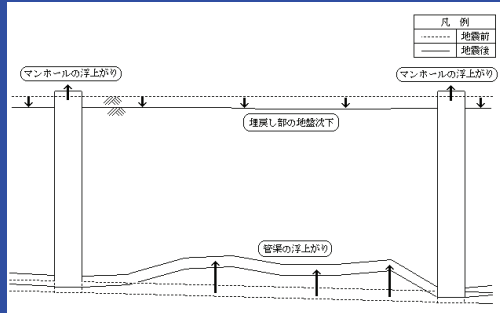 凡 例
地震前
地震後
マンホールの浮上がり
マンホールの浮上がり
埋戻し部の地盤沈下
管渠の浮上がり